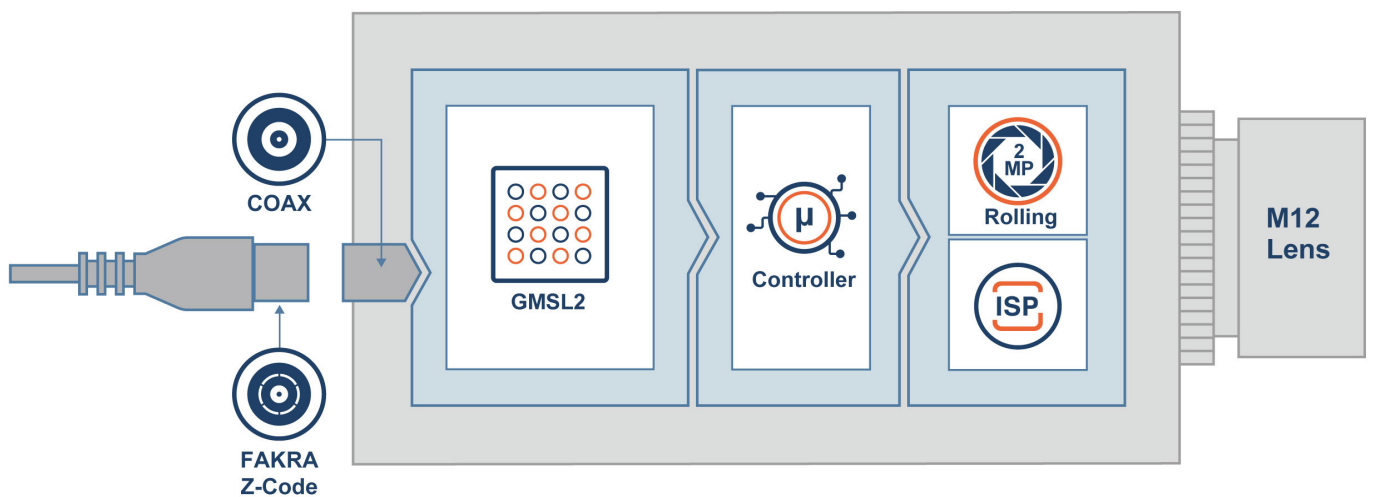 COAX
FAKRA
Z-Code
GMSL2
µ
Controller
2
MP
Rolling
ISP
M12
Lens